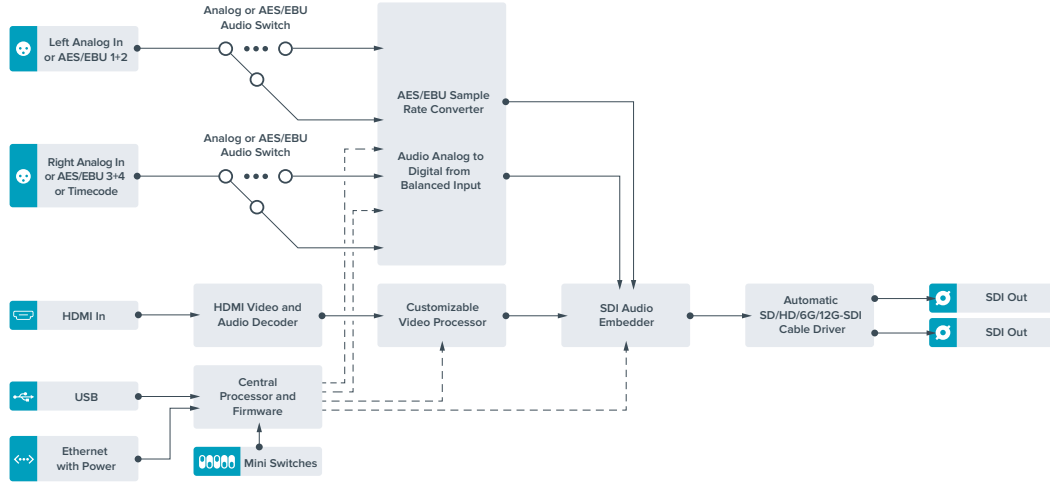 Analog or AES/EBU
Audio Switch
Left Analog In
or AES/EBU 1+2
AES/EBU Sample
Rate Converter
Analog or AES/EBU
Audio Switch
Right Analog In
or AES/EBU 3+4
or Timecode
Audio Analog to
Digital from
Balanced Input
HDMI In
HDMI Video and
Audio Decoder
Customizable
Video Processor
SDI Audio
Embedder
Automatic
SD/HD/6G/12G-SDI
Cable Driver
SDI Out
SDI Out
USB
Central
Processor and
Firmware
Ethernet
with Power
Mini Switches